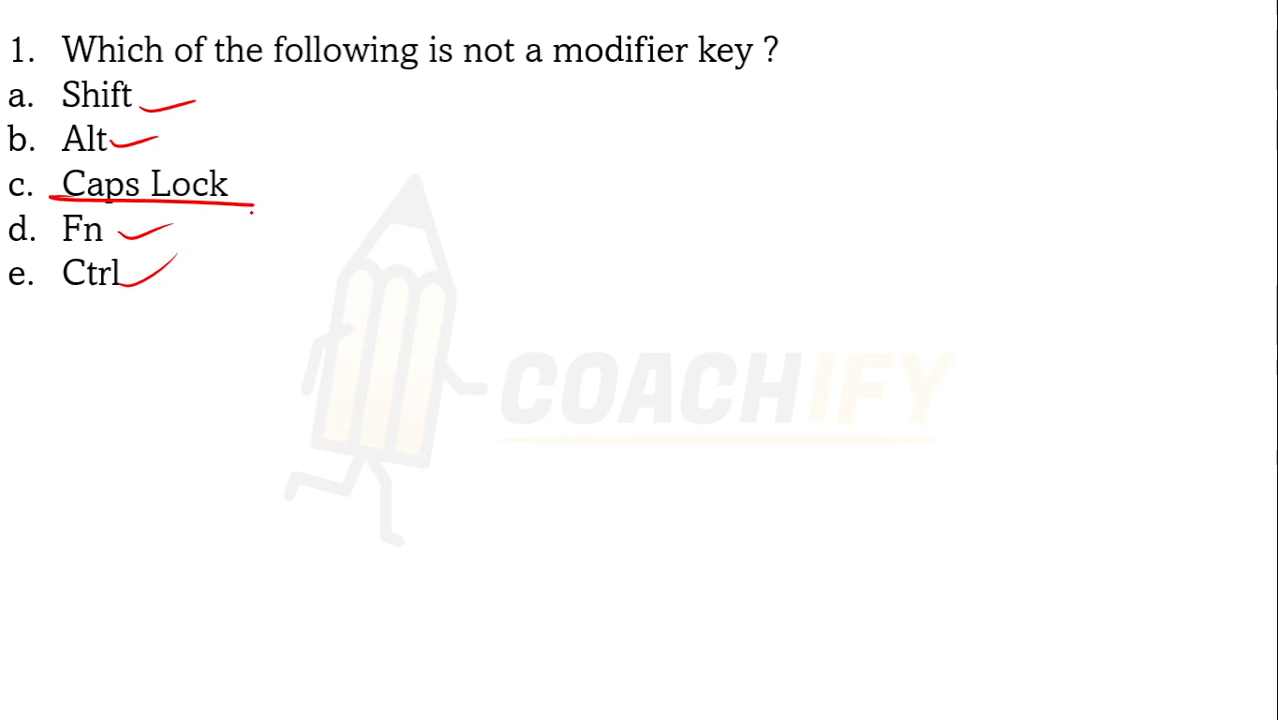 1. Which of the following is not a modifier key ?
a. Shift
b. Alt
c. Caps Lock
d. Fn
e. Ctrl
COACHIFY